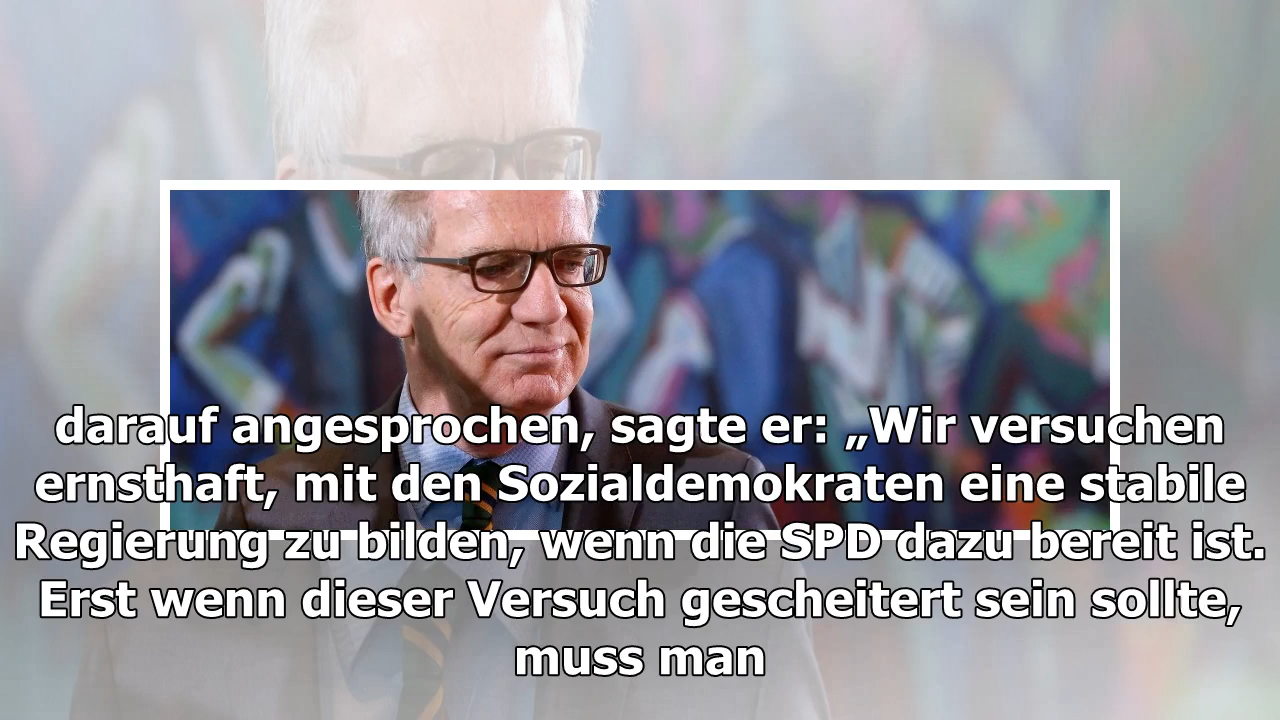 darauf angesprochen, sagte er: „Wir versuchen
ernsthaft, mit den Sozialdemokraten eine stabile
Regierung zu bilden, wenn die SPD dazu bereit ist.
Erst wenn dieser Versuch gescheitert sein sollte,
muss man